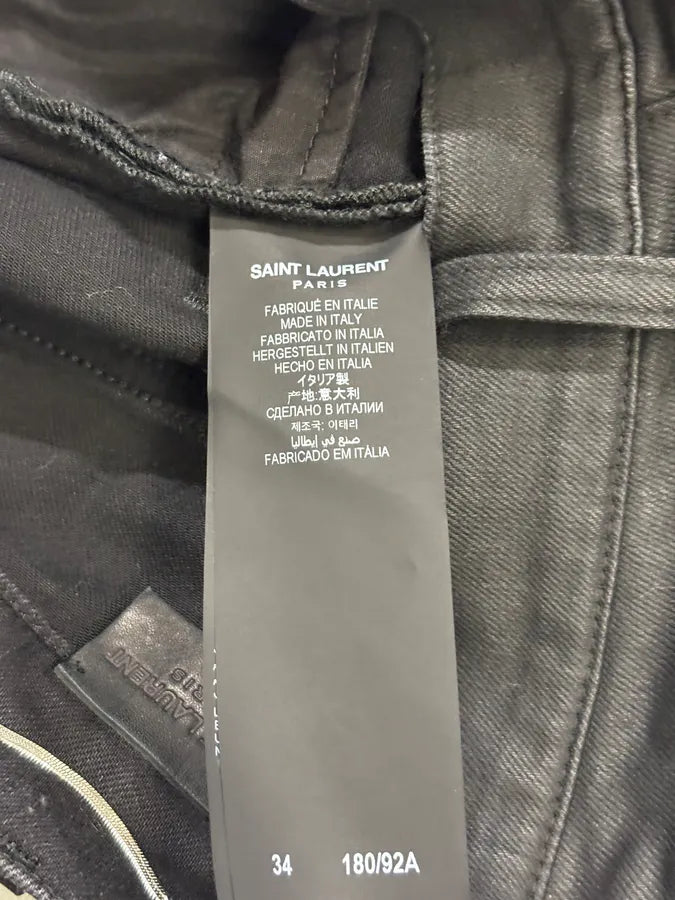 SAINT LAURENT
PARIS
FABRIQUÉ EN ITALIE
MADE IN ITALY
FABBRICATO IN ITALIA
HERGESTELLT IN ITALIEN
HECHO EN ITALIA
イタリア製
产地:意大利
СДЕЛАНО В ИТАЛИИ
제조국: 이태리
صنع في إيطاليا
FABRICADO EM ITÁLIA
LAURENT
RIS
34 180/92A